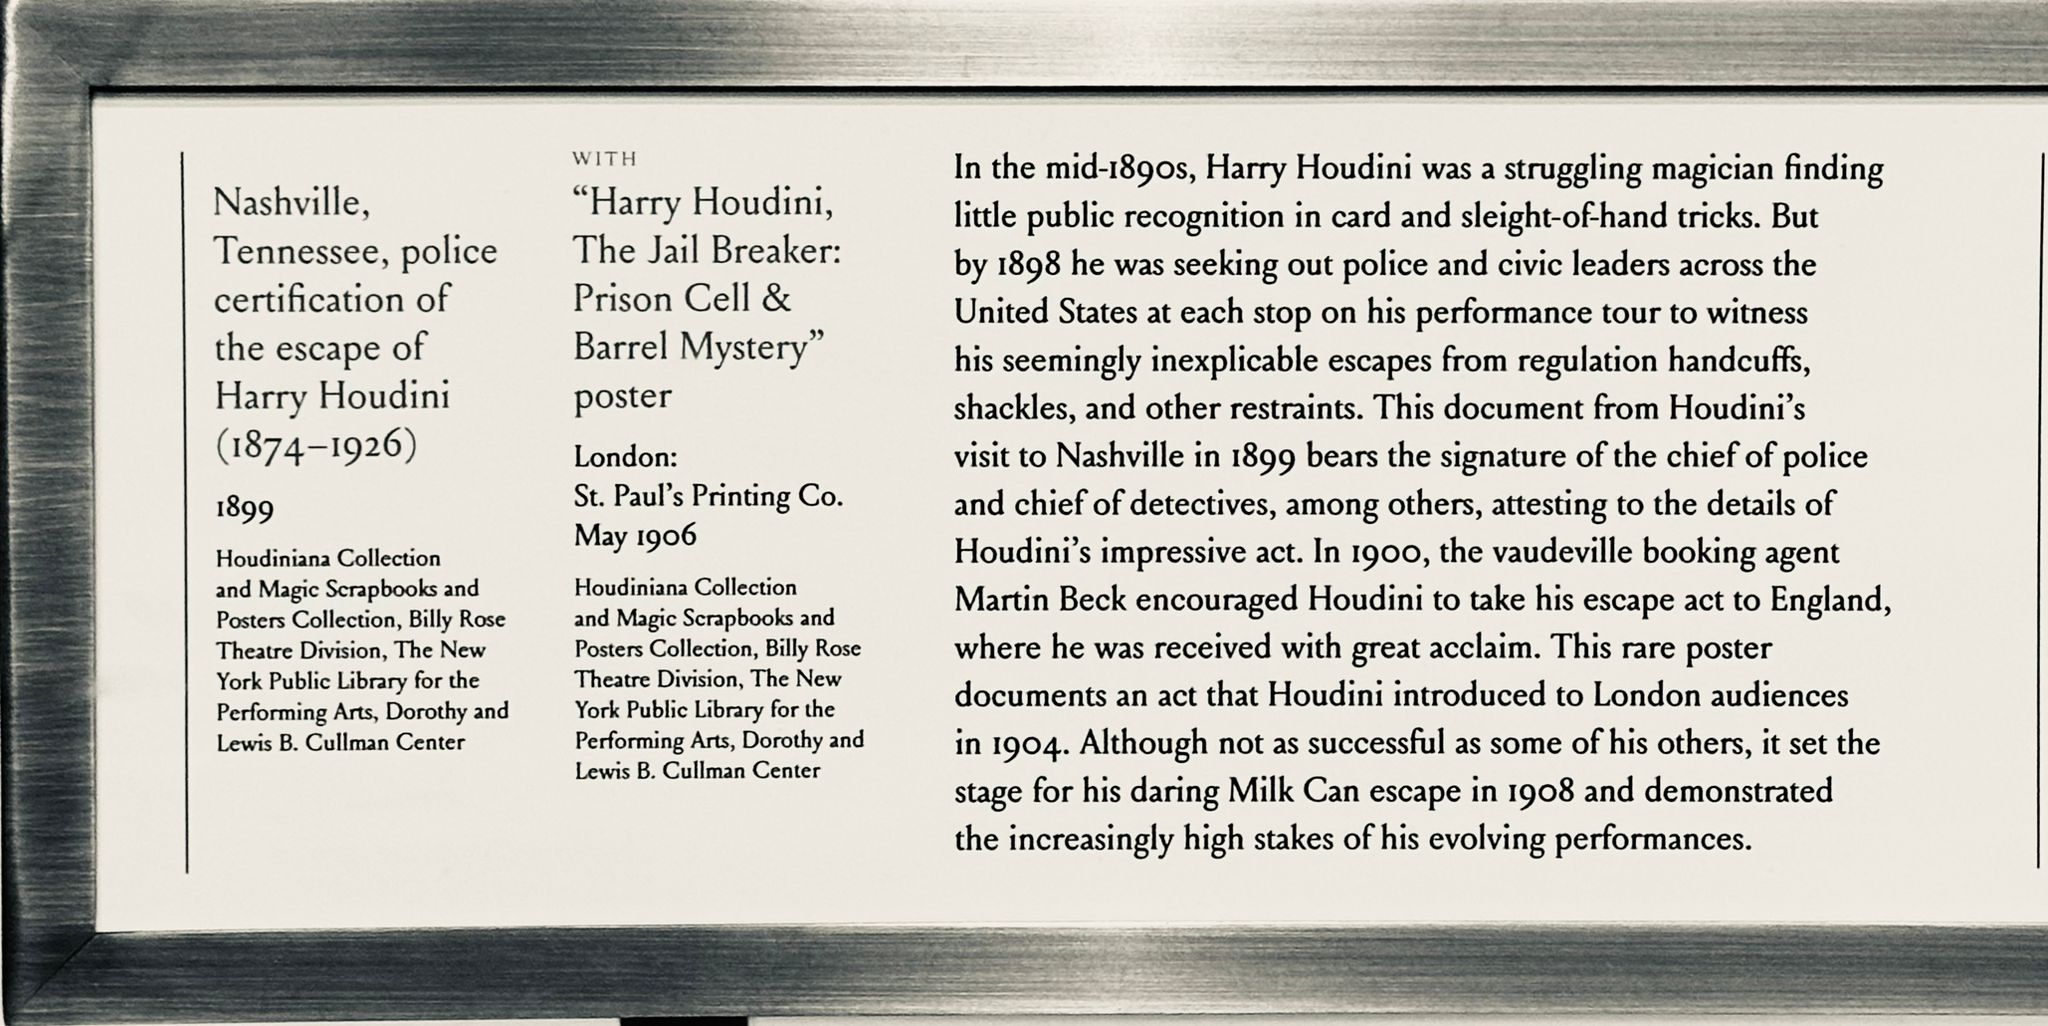 Nashville,
Tennessee, police
certification of
the escape of
Harry Houdini
(1874–1926)
1899
Houdiniana Collection
and Magic Scrapbooks and
Posters Collection, Billy Rose
Theatre Division, The New
York Public Library for the
Performing Arts, Dorothy and
Lewis B. Cullman Center
WITH
“Harry Houdini,
The Jail Breaker:
Prison Cell &
Barrel Mystery”
poster
London:
St. Paul’s Printing Co.
May 1906
Houdiniana Collection
and Magic Scrapbooks and
Posters Collection, Billy Rose
Theatre Division, The New
York Public Library for the
Performing Arts, Dorothy and
Lewis B. Cullman Center
In the mid-1890s, Harry Houdini was a struggling magician finding
little public recognition in card and sleight-of-hand tricks. But
by 1898 he was seeking out police and civic leaders across the
United States at each stop on his performance tour to witness
his seemingly inexplicable escapes from regulation handcuffs,
shackles, and other restraints. This document from Houdini’s
visit to Nashville in 1899 bears the signature of the chief of police
and chief of detectives, among others, attesting to the details of
Houdini’s impressive act. In 1900, the vaudeville booking agent
Martin Beck encouraged Houdini to take his escape act to England,
where he was received with great acclaim. This rare poster
documents an act that Houdini introduced to London audiences
in 1904. Although not as successful as some of his others, it set the
stage for his daring Milk Can escape in 1908 and demonstrated
the increasingly high stakes of his evolving performances.